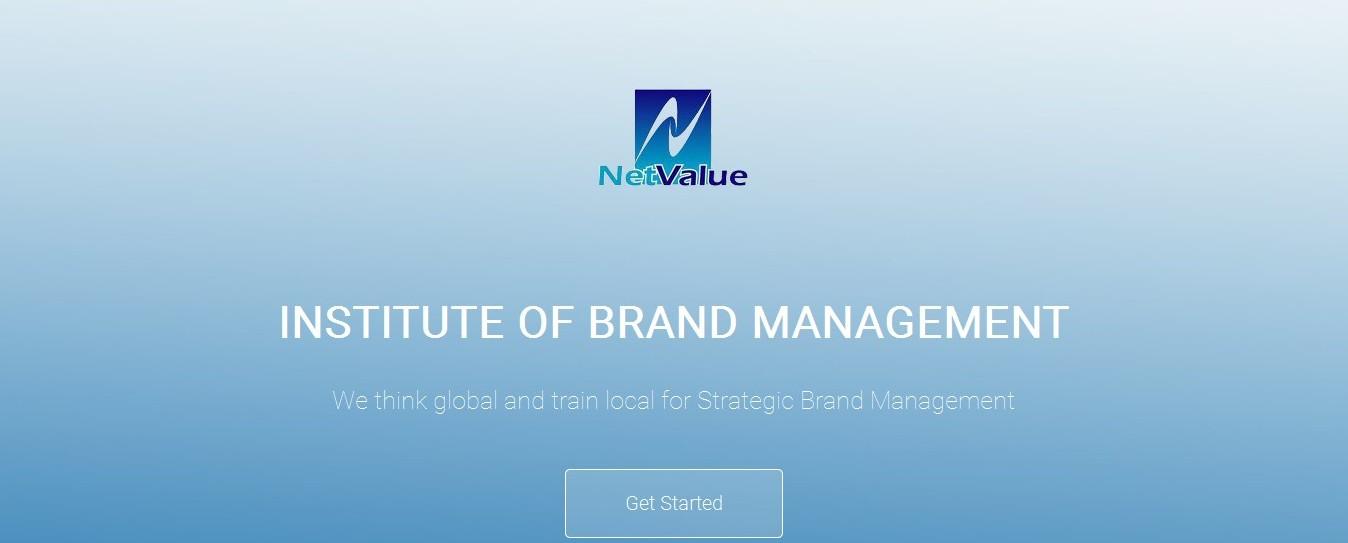 NetValue
INSTITUTE OF BRAND MANAGEMENT
We think global and train local for Strategic Brand Management
Get Started